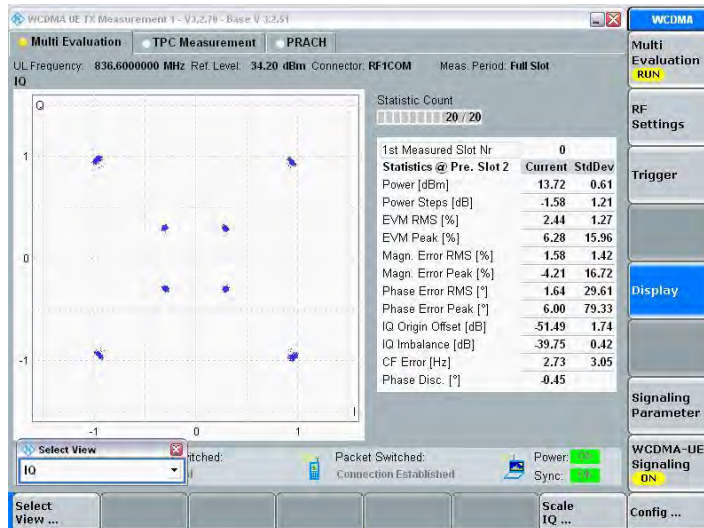 WCDMA UE TX Measurement 1 - V3.2.70 - Base V 3.2.51
WCDMA
Multi Evaluation
TPC Measurement
PRACH
Multi
Evaluation
RUN
UL Frequency: 836.6000000 MHz Ref. Level: 34.20 dBm Connector: RF1COM Meas. Period: Full Slot
IQ
Q
Statistic Count
20 / 20
RF
Settings
1st Measured Slot Nr 0
Statistics @ Pre. Slot 2 Current StdDev
Power [dBm] 13.72 0.61
Power Steps [dB] -1.58 1.21
EVM RMS [%] 2.44 1.27
EVM Peak [%] 6.28 15.96
Magn. Error RMS [%] 1.58 1.42
Magn. Error Peak [%] -4.21 16.72
Phase Error RMS [°] 1.64 29.61
Phase Error Peak [°] 6.00 79.33
IQ Origin Offset [dB] -51.49 1.74
IQ Imbalance [dB] -39.75 0.42
CF Error [Hz] 2.73 3.05
Phase Disc. [°] -0.45
Trigger
Display
1
0
-1
I
-1 0 1
Signaling
Parameter
Select View
IQ
itched:
Packet Switched:
Connection Established
Power:
Sync:
WCDMA-UE
Signaling
ON
Select
View ...
Scale
IQ ...
Config ...